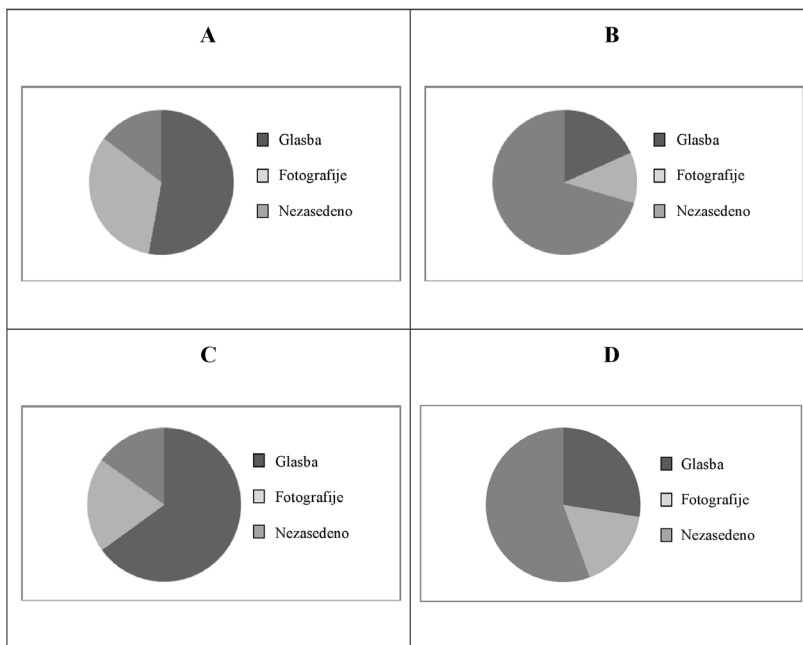 A
Glasba
Fotografije
Nezasedeno
B
Glasba
Fotografije
Nezasedeno
C
Glasba
Fotografije
Nezasedeno
D
Glasba
Fotografije
Nezasedeno